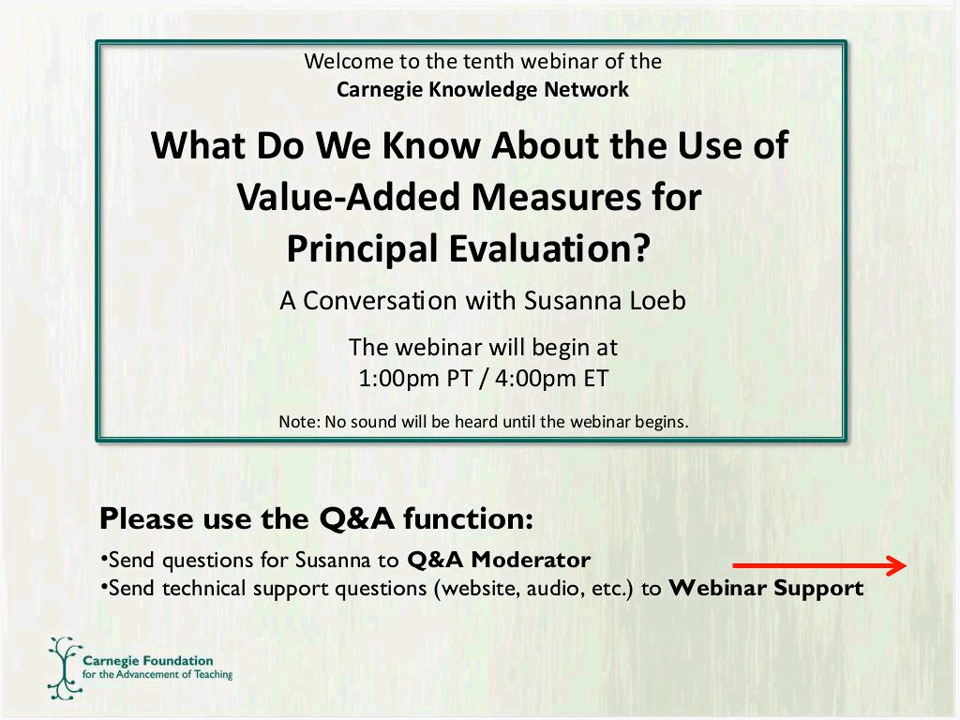 Welcome to the tenth webinar of the
Carnegie Knowledge Network
What Do We Know About the Use of
Value-Added Measures for
Principal Evaluation?
A Conversation with Susanna Loeb
The webinar will begin at
1:00pm PT / 4:00pm ET
Note: No sound will be heard until the webinar begins.
Please use the Q&A function:
•Send questions for Susanna to Q&A Moderator
•Send technical support questions (website, audio, etc.) to Webinar Support
Carnegie Foundation
for the Advancement of Teaching